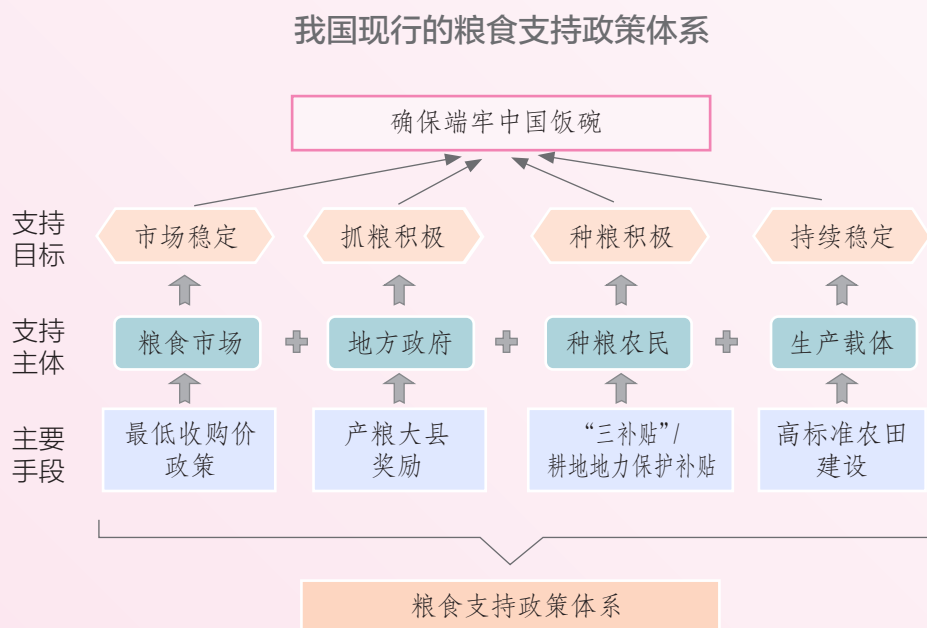 我国现行的粮食支持政策体系
确保端牢中国饭碗
支持
目标
市场稳定
抓粮积极
种粮积极
持续稳定
支持
主体
粮食市场
地方政府
种粮农民
生产载体
主要
手段
最低收购价
政策
产粮大县
奖励
“三补贴”/
耕地地力保护补贴
高标准农田
建设
粮食支持政策体系